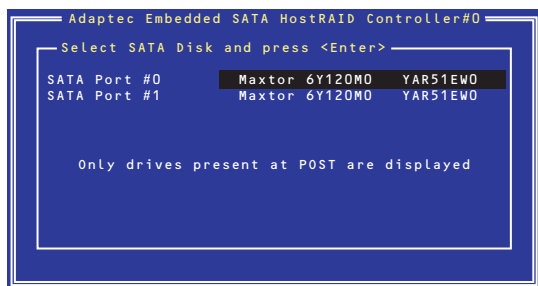 Adaptec Embedded SATA HostRAID Controller#0
Select SATA Disk and press <Enter>
SATA Port #0 Maxtor 6Y120M0 YAR51EW0
SATA Port #1 Maxtor 6Y120M0 YAR51EW0
Only drives present at POST are displayed